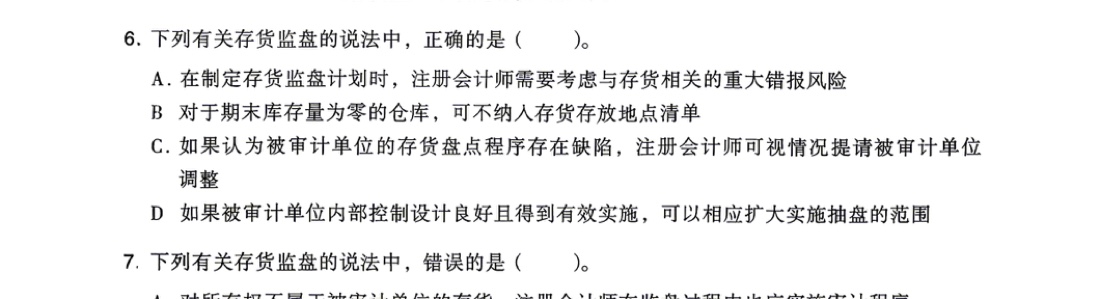 6. 下列有关存货监盘的说法中，正确的是（　　）。
A. 在制定存货监盘计划时，注册会计师需要考虑与存货相关的重大错报风险
B 对于期末库存量为零的仓库，可不纳入存货存放地点清单
C. 如果认为被审计单位的存货盘点程序存在缺陷，注册会计师可视情况提请被审计单位
调整
D 如果被审计单位内部控制设计良好且得到有效实施，可以相应扩大实施抽盘的范围
7. 下列有关存货监盘的说法中，错误的是（　　）。